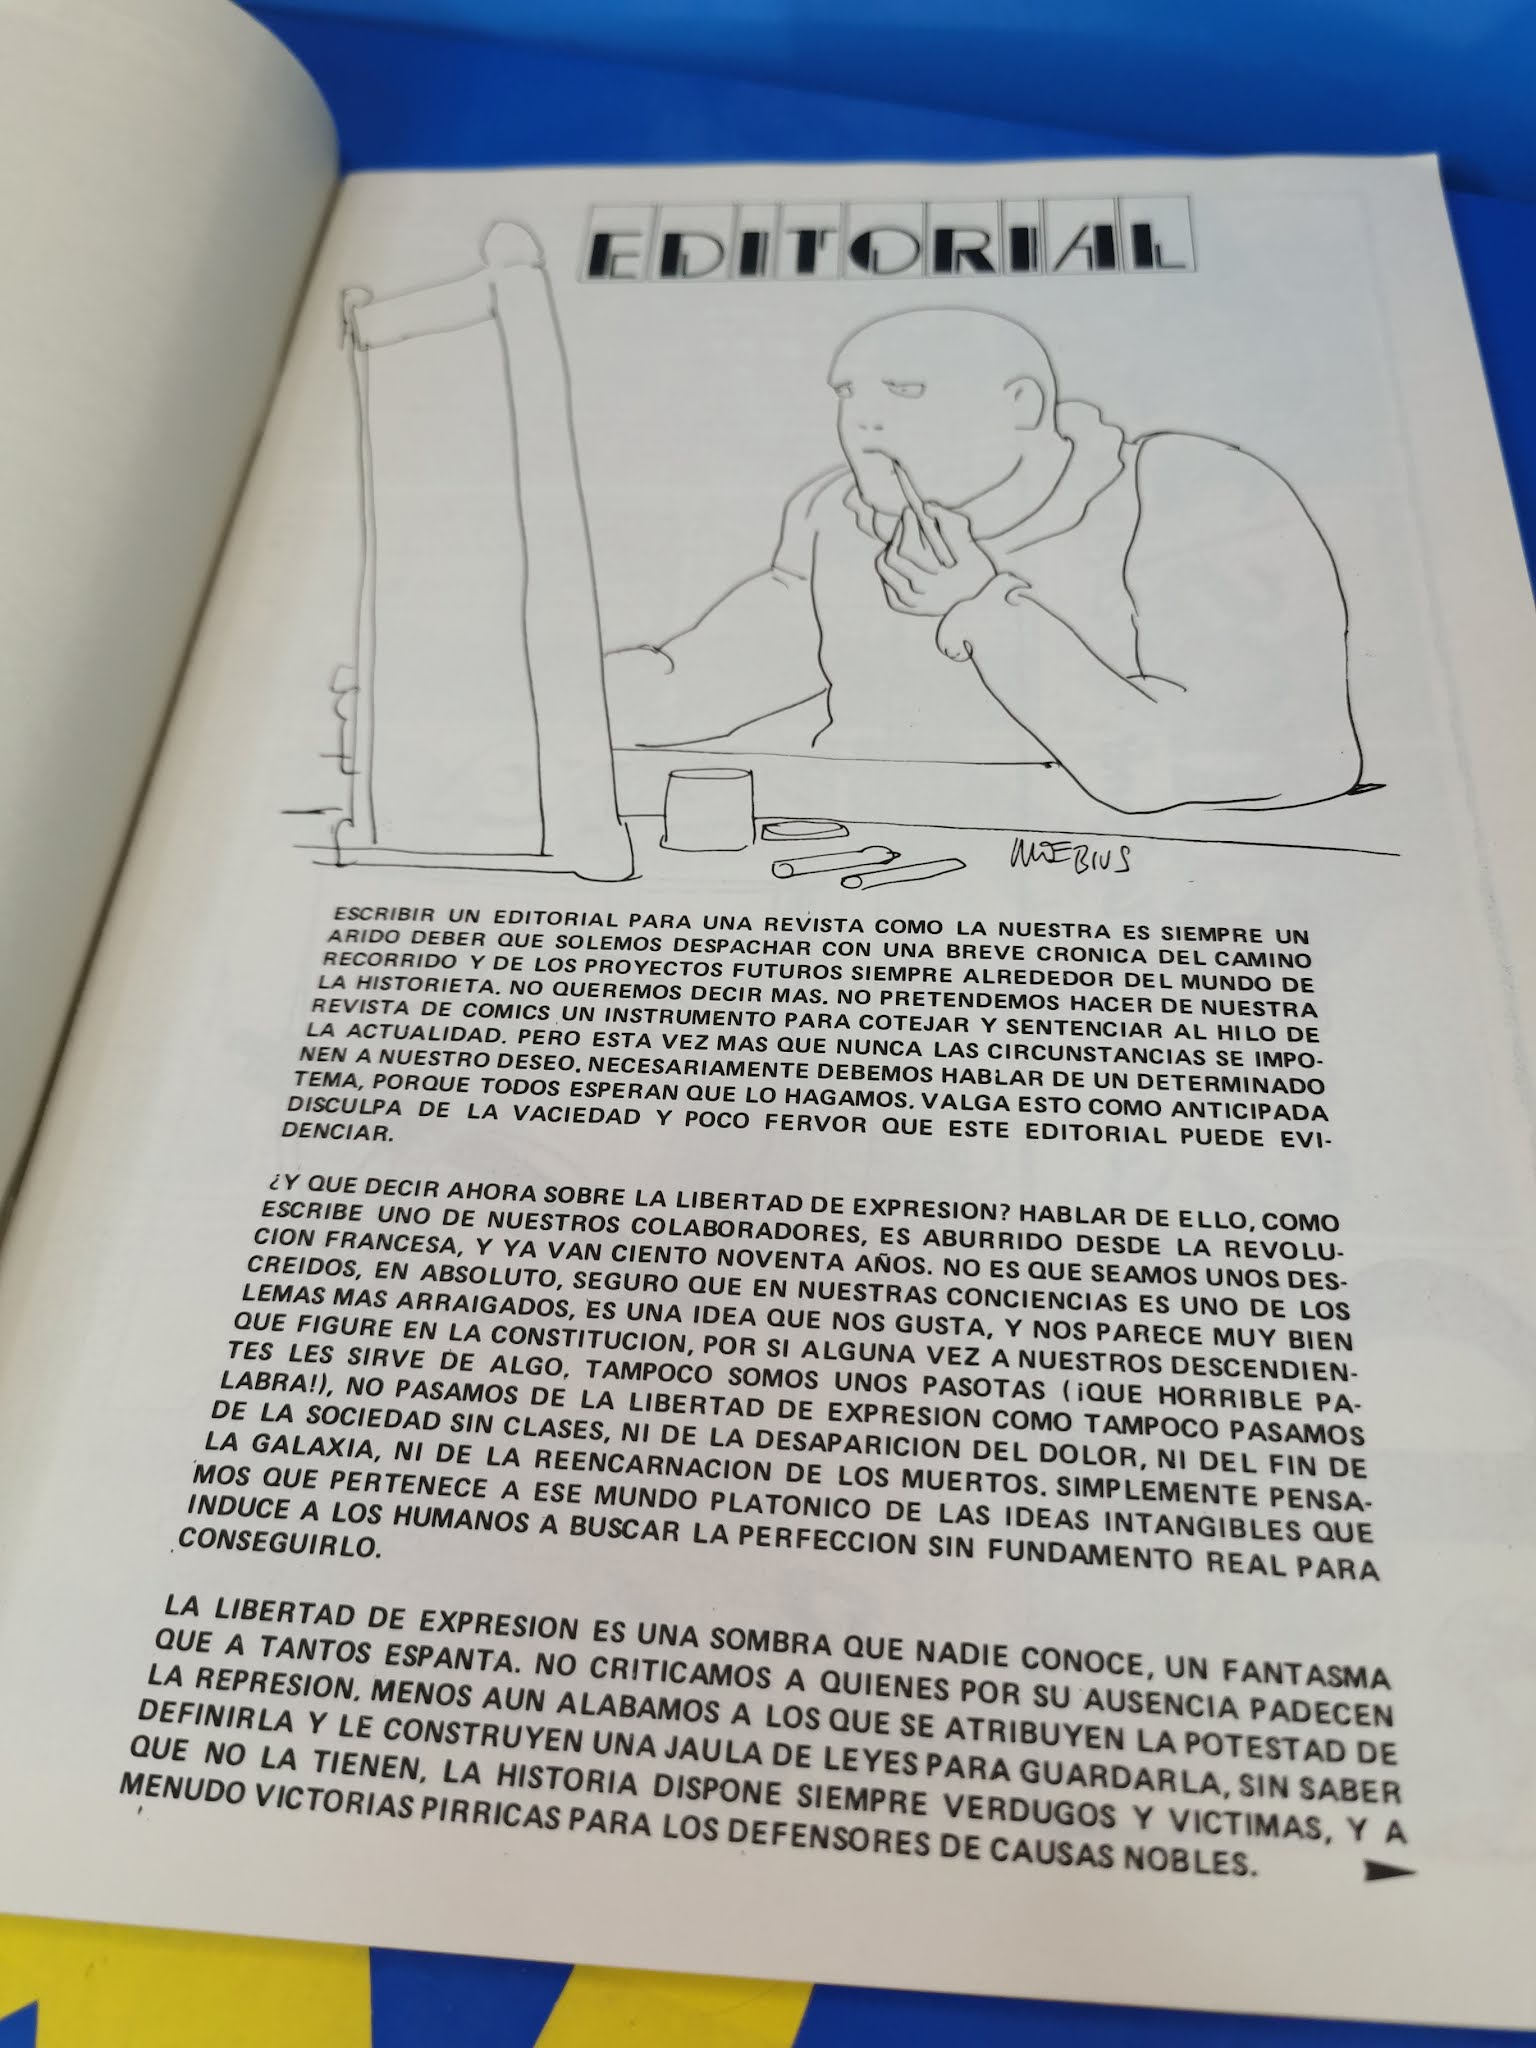 EDITORIAL
MOEBIUS
ESCRIBIR UN EDITORIAL PARA UNA REVISTA COMO LA NUESTRA ES SIEMPRE UN
ARIDO DEBER QUE SOLEMOS DESPACHAR CON UNA BREVE CRONICA DEL CAMINO
RECORRIDO Y DE LOS PROYECTOS FUTUROS SIEMPRE ALREDEDOR DEL MUNDO DE
LA HISTORIETA. NO QUEREMOS DECIR MAS. NO PRETENDEMOS HACER DE NUESTRA
REVISTA DE COMICS UN INSTRUMENTO PARA COTEJAR Y SENTENCIAR AL HILO DE
LA ACTUALIDAD. PERO ESTA VEZ MAS QUE NUNCA LAS CIRCUNSTANCIAS SE IMPO-
NEN A NUESTRO DESEO. NECESARIAMENTE DEBEMOS HABLAR DE UN DETERMINADO
TEMA, PORQUE TODOS ESPERAN QUE LO HAGAMOS. VALGA ESTO COMO ANTICIPADA
DISCULPA DE LA VACIEDAD Y POCO FERVOR QUE ESTE EDITORIAL PUEDE EVI-
DENCIAR.
¿Y QUE DECIR AHORA SOBRE LA LIBERTAD DE EXPRESION? HABLAR DE ELLO, COMO
ESCRIBE UNO DE NUESTROS COLABORADORES, ES ABURRIDO DESDE LA REVOLU-
CION FRANCESA, Y YA VAN CIENTO NOVENTA AÑOS. NO ES QUE SEAMOS UNOS DES-
CREIDOS, EN ABSOLUTO, SEGURO QUE EN NUESTRAS CONCIENCIAS ES UNO DE LOS
LEMAS MAS ARRAIGADOS, ES UNA IDEA QUE NOS GUSTA, Y NOS PARECE MUY BIEN
QUE FIGURE EN LA CONSTITUCION, POR SI ALGUNA VEZ A NUESTROS DESCENDIEN-
TES LES SIRVE DE ALGO. TAMPOCO SOMOS UNOS PASOTAS (¡QUE HORRIBLE PA-
LABRA!), NO PASAMOS DE LA LIBERTAD DE EXPRESION COMO TAMPOCO PASAMOS
DE LA SOCIEDAD SIN CLASES, NI DE LA DESAPARICION DEL DOLOR, NI DEL FIN DE
LA GALAXIA, NI DE LA REENCARNACION DE LOS MUERTOS. SIMPLEMENTE PENSA-
MOS QUE PERTENECE A ESE MUNDO PLATONICO DE LAS IDEAS INTANGIBLES QUE
INDUCE A LOS HUMANOS A BUSCAR LA PERFECCION SIN FUNDAMENTO REAL PARA
CONSEGUIRLO.
LA LIBERTAD DE EXPRESION ES UNA SOMBRA QUE NADIE CONOCE, UN FANTASMA
QUE A TANTOS ESPANTA. NO CRITICAMOS A QUIENES POR SU AUSENCIA PADECEN
LA REPRESION. MENOS AUN ALABAMOS A LOS QUE SE ATRIBUYEN LA POTESTAD DE
DEFINIRLA Y LE CONSTRUYEN UNA JAULA DE LEYES PARA GUARDARLA, SIN SABER
QUE NO LA TIENEN. LA HISTORIA DISPONE SIEMPRE VERDUGOS Y VICTIMAS, Y A
MENUDO VICTORIAS PIRRICAS PARA LOS DEFENSORES DE CAUSAS NOBLES.